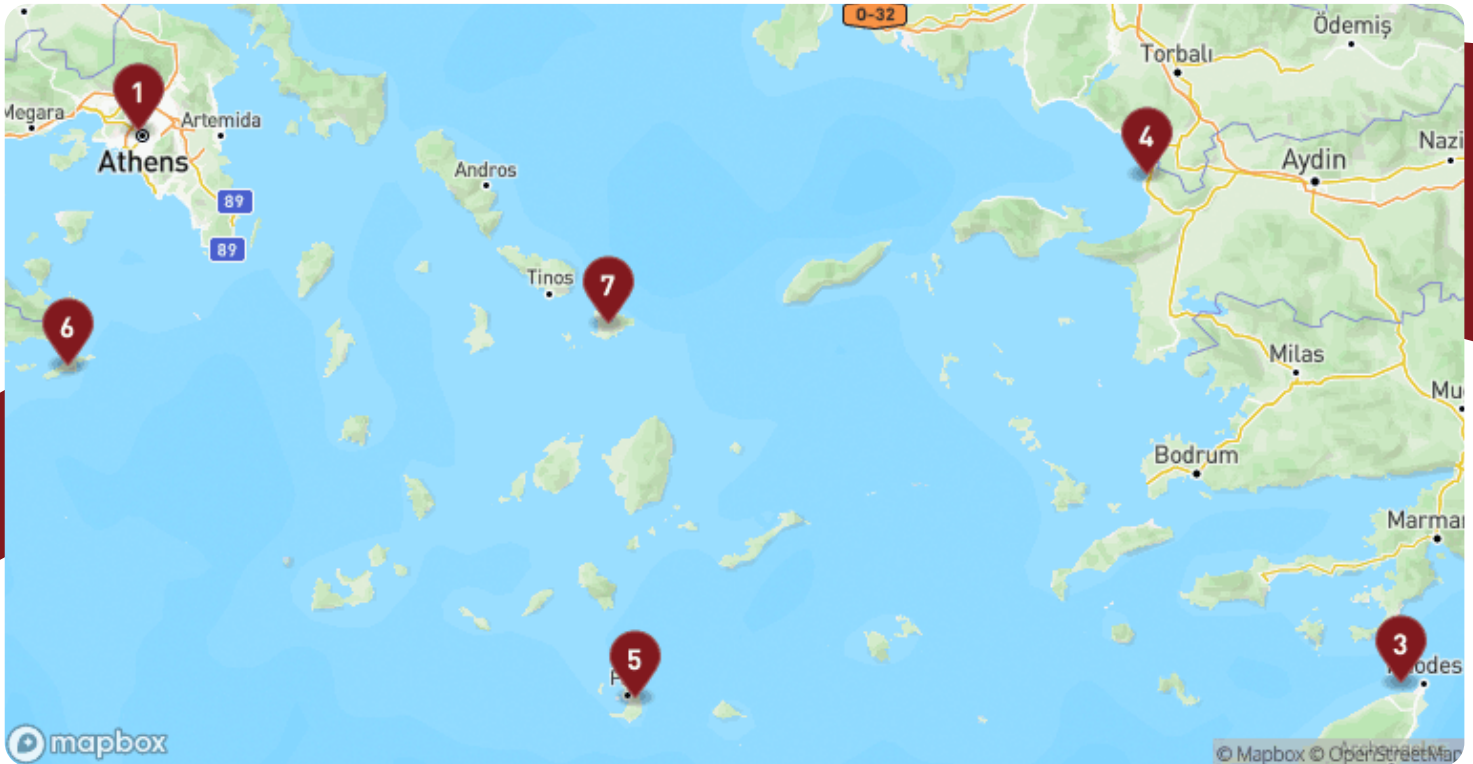 O-32
Ödemiş
Torbalı
1
Megara
Artemida
Athens
4
Nazi
Aydin
Andros
89
89
Tinos
7
6
Milas
Mu
Bodrum
Marmar
5
3
odes
mapbox
© Mapbox © OpenStreetMap